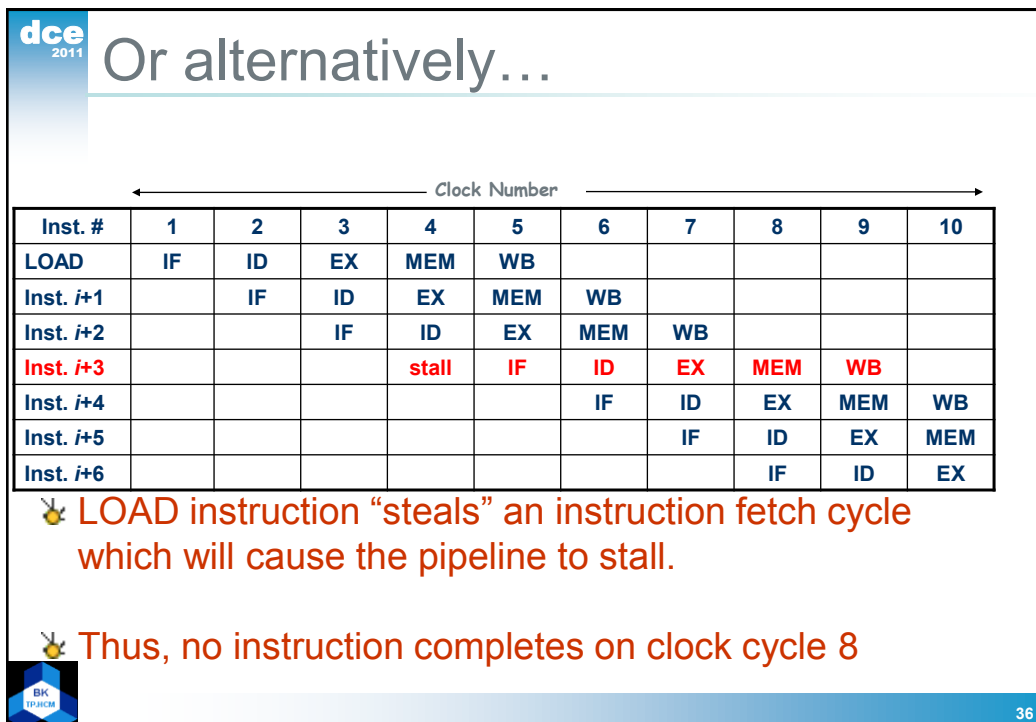 dce
2011
Or alternatively…
Clock Number
Inst. # 1 2 3 4 5 6 7 8 9 10
LOAD IF ID EX MEM WB
Inst. i+1 IF ID EX MEM WB
Inst. i+2 IF ID EX MEM WB
Inst. i+3 stall IF ID EX MEM WB
Inst. i+4 IF ID EX MEM WB
Inst. i+5 IF ID EX MEM
Inst. i+6 IF ID EX
LOAD instruction “steals” an instruction fetch cycle
which will cause the pipeline to stall.
Thus, no instruction completes on clock cycle 8
BK
TP.HCM
36